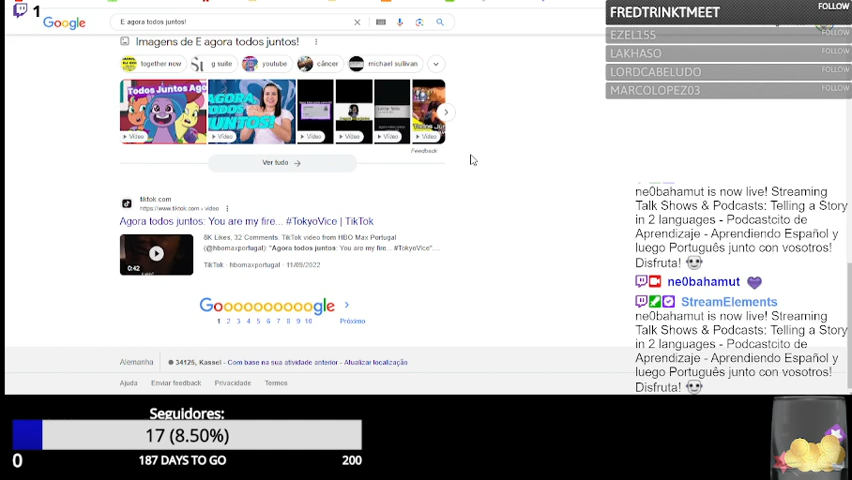 1
Google
E agora todos juntos!
FREDTRINKTMEET
FOLLOW
EZEL155
FOLLOW
LAKHASO
FOLLOW
LORDCABELUDO
FOLLOW
MARCOLOPEZ03
FOLLOW
Imagens de E agora todos juntos!
together now
g suite
youtube
câncer
michael sullivan
Todos Juntos Ago
AGORA
TODOS
JUNTOS
Vídeo
Vídeo
Vídeo
Vídeo
Vídeo
Vídeo
Feedback
Ver tudo
tiktok.com
https://www.tiktok.com › video
Agora todos juntos: You are my fire... #TokyoVice | TikTok
8K Likes, 32 Comments. TikTok video from HBO Max Portugal
(@hbomaxportugal): "Agora todos juntos: You are my fire... #TokyoVice"...
0:42
TikTok · hbomaxportugal · 11/09/2022
Goooooooooogle
1 2 3 4 5 6 7 8 9 10
Próximo
Alemanha
34125, Kassel - Com base na sua atividade anterior - Atualizar localização
Ajuda
Enviar feedback
Privacidade
Termos
ne0bahamut is now live! Streaming
Talk Shows & Podcasts: Telling a Story
in 2 languages - Podcastcito de
Aprendizaje - Aprendiendo Español y
luego Português junto con vosotros!
Disfruta!
ne0bahamut
StreamElements
ne0bahamut is now live! Streaming
Talk Shows & Podcasts: Telling a Story
in 2 languages - Podcastcito de
Aprendizaje - Aprendiendo Español y
luego Português junto con vosotros!
Disfruta!
Seguidores:
17 (8.50%)
0
187 DAYS TO GO
200